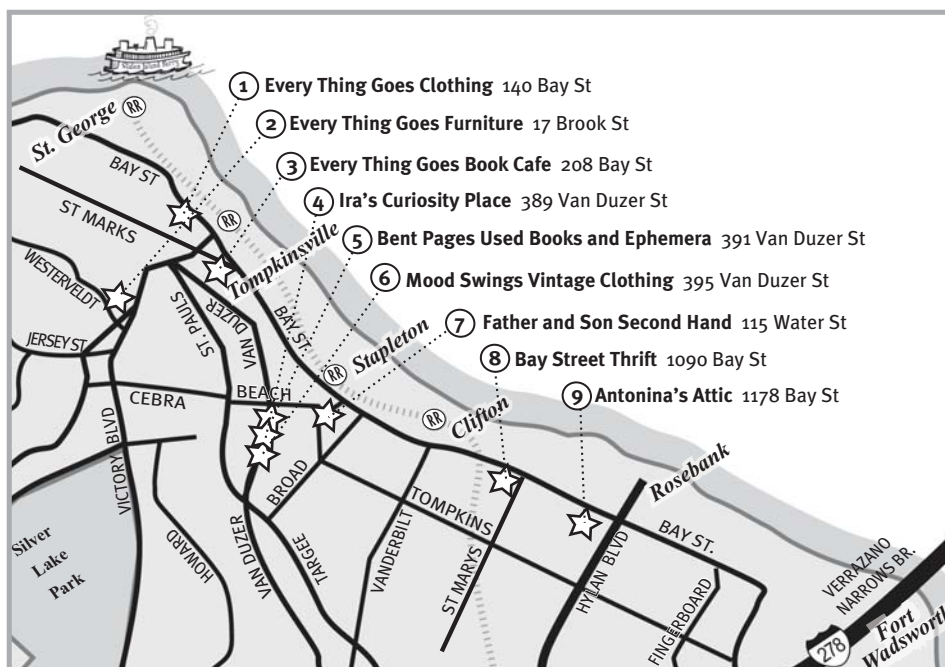 Staten Island Ferry
1 Every Thing Goes Clothing 140 Bay St
2 Every Thing Goes Furniture 17 Brook St
3 Every Thing Goes Book Cafe 208 Bay St
4 Ira's Curiosity Place 389 Van Duzer St
5 Bent Pages Used Books and Ephemera 391 Van Duzer St
6 Mood Swings Vintage Clothing 395 Van Duzer St
7 Father and Son Second Hand 115 Water St
8 Bay Street Thrift 1090 Bay St
9 Antonina's Attic 1178 Bay St
St. George
RR
BAY ST
ST MARKS
RR
Tompkinsville
WESTERVELDT
JERSEY ST
ST. PAULS
VAN DUZER
BAY ST
Stapleton
RR
CEBRA
BEACH
RR
Clifton
VICTORY BLVD
BROAD
Rosebank
TOMPKINS
BAY ST.
Silver
Lake
Park
HOWARD
VAN DUZER
TARGEE
VANDERBILT
ST MARYS
HYLAN BLVD
FINGERBOARD
VERRAZANO
NARROWS BR.
278
Fort
Wadsworth